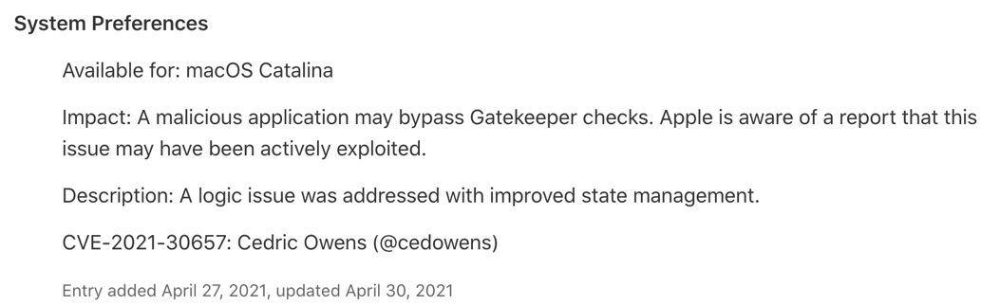 System Preferences
Available for: macOS Catalina
Impact: A malicious application may bypass Gatekeeper checks. Apple is aware of a report that this
issue may have been actively exploited.
Description: A logic issue was addressed with improved state management.
CVE-2021-30657: Cedric Owens (@cedowens)
Entry added April 27, 2021, updated April 30, 2021